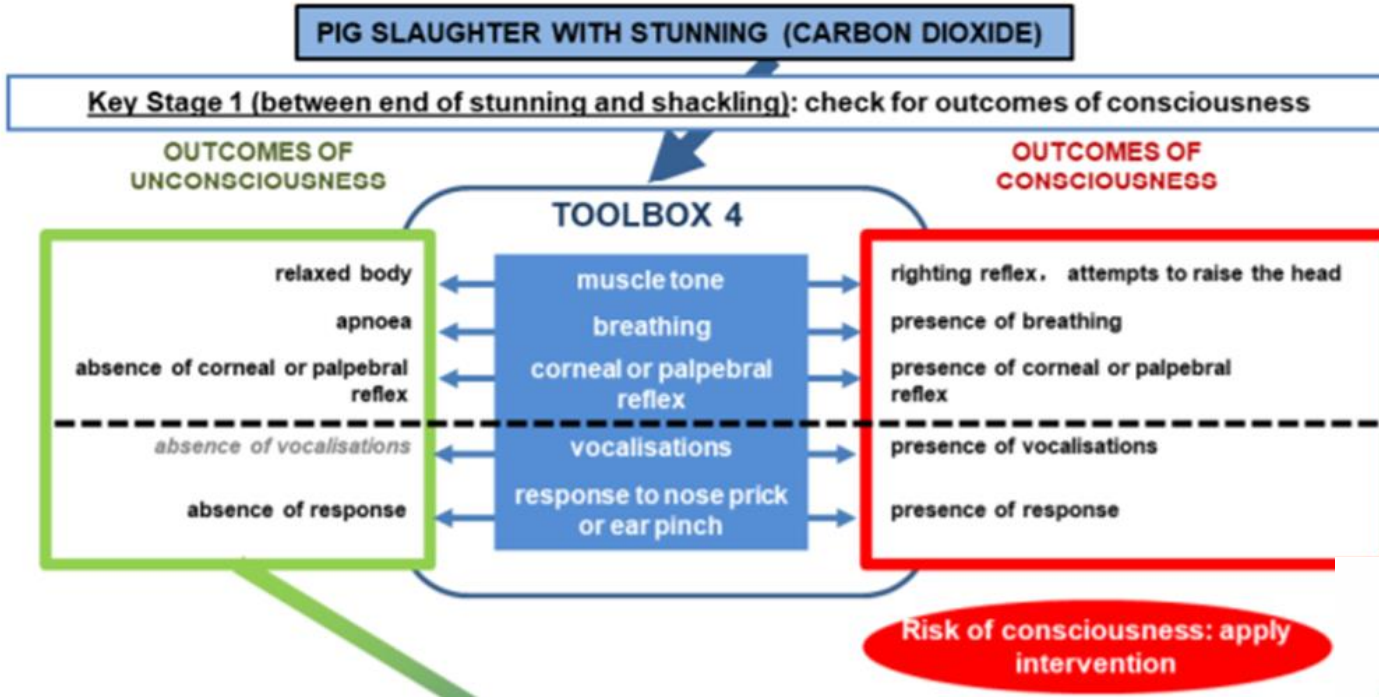 PIG SLAUGHTER WITH STUNNING (CARBON DIOXIDE)
Key Stage 1 (between end of stunning and shackling): check for outcomes of consciousness
OUTCOMES OF
UNCONSCIOUSNESS
OUTCOMES OF
CONSCIOUSNESS
TOOLBOX 4
relaxed body
muscle tone
righting reflex, attempts to raise the head
apnoea
breathing
presence of breathing
absence of corneal or palpebral
reflex
corneal or palpebral
reflex
presence of corneal or palpebral
reflex
absence of vocalisations
vocalisations
presence of vocalisations
absence of response
response to nose prick
or ear pinch
presence of response
Risk of consciousness: apply
intervention